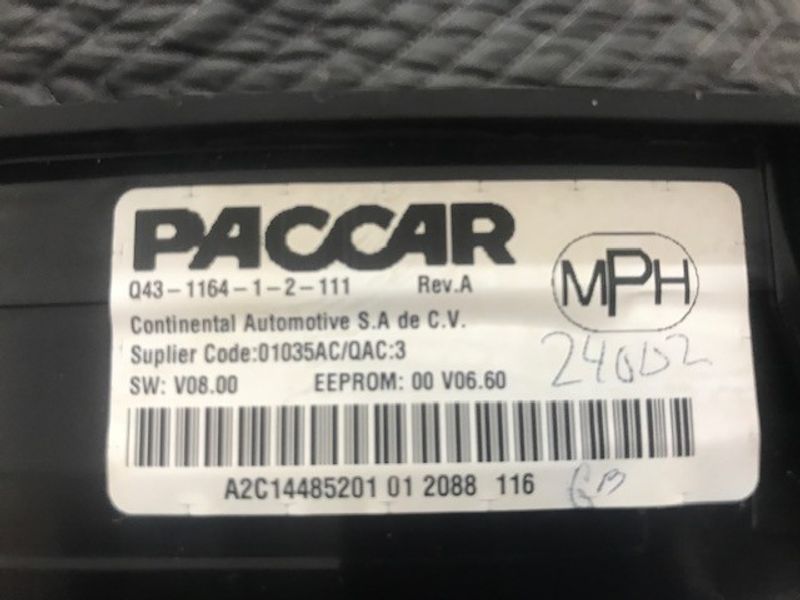 PACCAR
Q43-1164-1-2-111 Rev.A
MPH
Continental Automotive S.A de C.V.
Suplier Code:01035AC/QAC:3
SW: V08.00 EEPROM: 00 V06.60
A2C14485201 01 2088 116